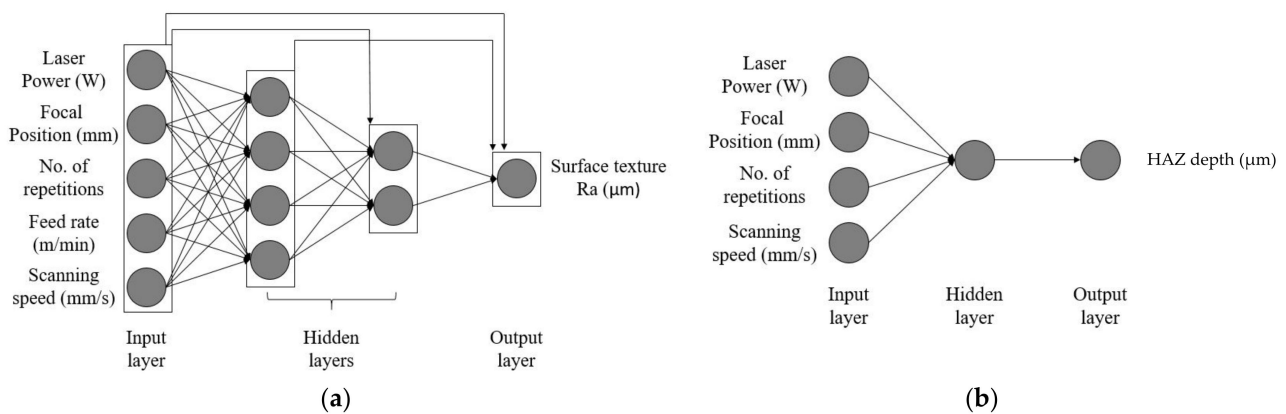 Laser
Power (W)
Focal
Position (mm)
No. of
repetitions
Feed rate
(m/min)
Scanning
speed (mm/s)
Surface texture
Ra (μm)
Input
layer
Hidden
layers
Output
layer
(a)
Laser
Power (W)
Focal
Position (mm)
No. of
repetitions
Scanning
speed (mm/s)
HAZ depth (μm)
Input
layer
Hidden
layer
Output
layer
(b)